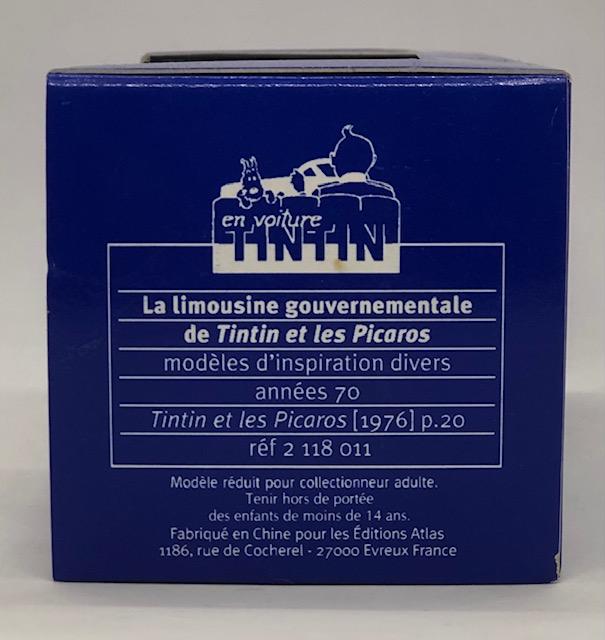 en voiture
TINTIN
La limousine gouvernementale
de Tintin et les Picaros
modèles d'inspiration divers
années 70
Tintin et les Picaros [1976] p.20
réf 2 118 011
Modèle réduit pour collectionneur adulte.
Tenir hors de portée
des enfants de moins de 14 ans.
Fabriqué en Chine pour les Éditions Atlas
1186, rue de Cocherel - 27000 Evreux France